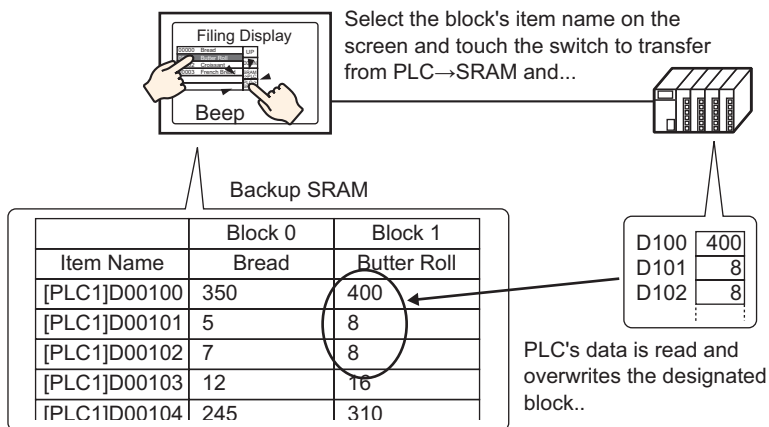 Select the block's item name on the
screen and touch the switch to transfer
from PLC→SRAM and...
Filing Display
00000 Bread UP
Butter Roll
Croissant
0003 French Bread SRAM
Beep
Backup SRAM
Block 0 Block 1
Item Name Bread Butter Roll
[PLC1]D00100 350 400
[PLC1]D00101 5 8
[PLC1]D00102 7 8
[PLC1]D00103 12 16
[PLC1]D00104 245 310
D100 400
D101 8
D102 8
PLC's data is read and
overwrites the designated
block..